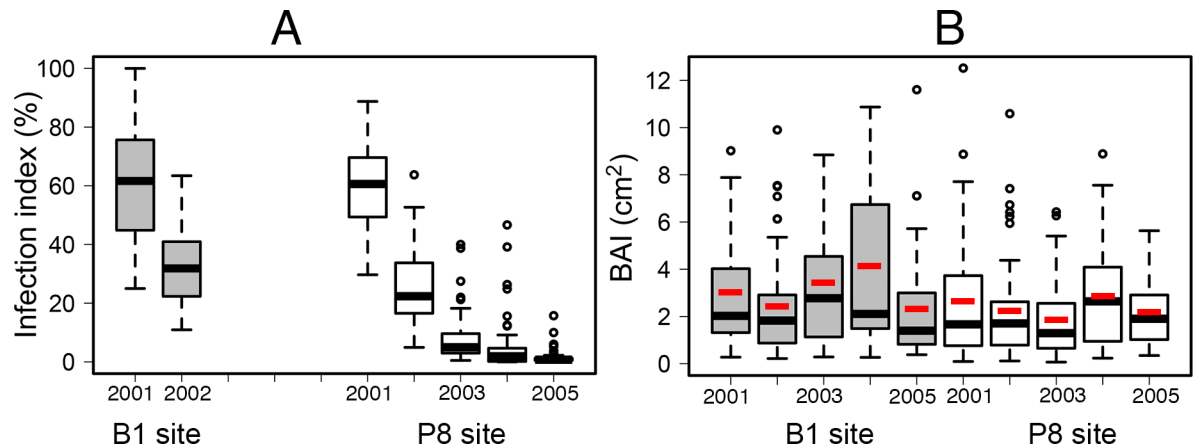 A
B
Infection index (%)
100
80
60
40
20
0
2001 2002 2001 2003 2005
B1 site P8 site
BAI (cm²)
12
10
8
6
4
2
0
2001 2003 2005 2001 2003 2005
B1 site P8 site